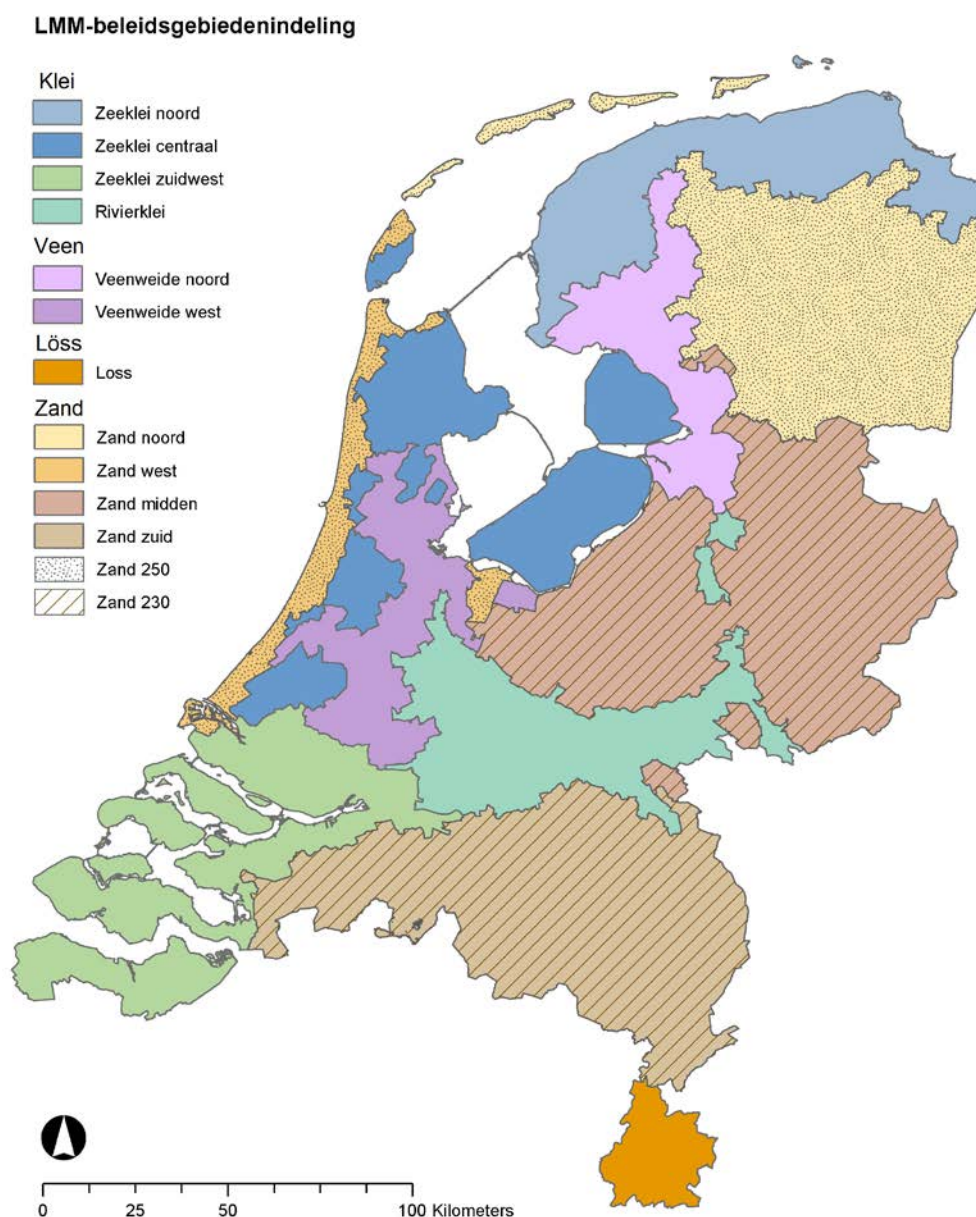 LMM-beleidsgebiedenindeling
Klei
Zeeklei noord
Zeeklei centraal
Zeeklei zuidwest
Rivierklei
Veen
Veenweide noord
Veenweide west
Löss
Loss
Zand
Zand noord
Zand west
Zand midden
Zand zuid
Zand 250
Zand 230
0 25 50 100 Kilometers